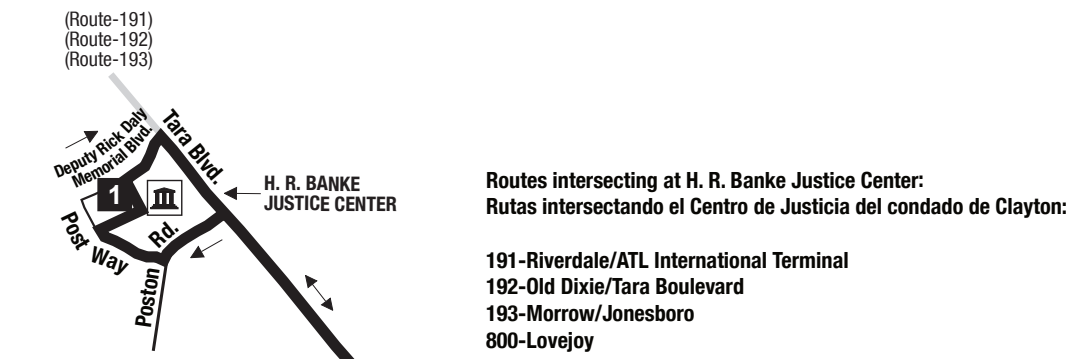 (Route-191)
(Route-192)
(Route-193)
Deputy Rick Daly
Memorial Blvd.
Tara Blvd.
1
H. R. BANKE
JUSTICE CENTER
Post Way
Rd.
Poston
Routes intersecting at H. R. Banke Justice Center:
Rutas intersectando el Centro de Justicia del condado de Clayton:
191-Riverdale/ATL International Terminal
192-Old Dixie/Tara Boulevard
193-Morrow/Jonesboro
800-Lovejoy